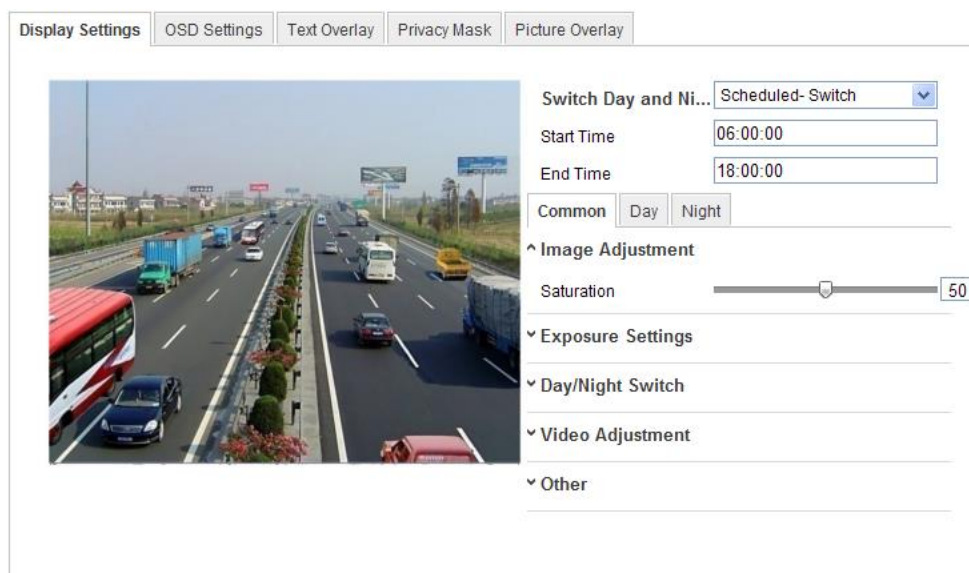 Display Settings
OSD Settings
Text Overlay
Privacy Mask
Picture Overlay
Switch Day and Ni...
Scheduled- Switch
Start Time
06:00:00
End Time
18:00:00
Common
Day
Night
Image Adjustment
Saturation
50
Exposure Settings
Day/Night Switch
Video Adjustment
Other